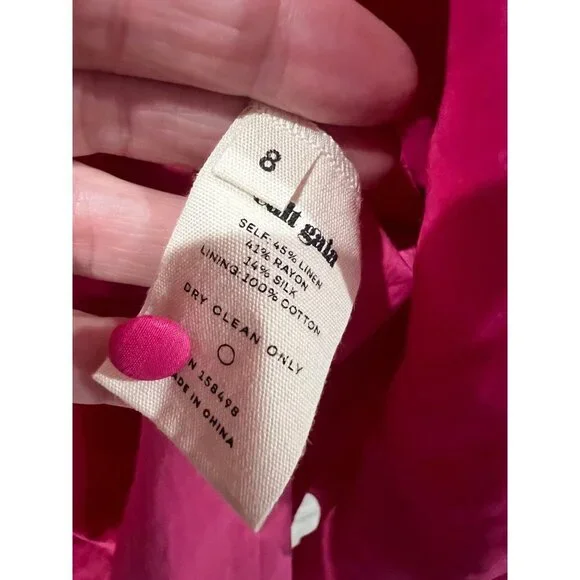 8
cult gaia
SELF: 45% LINEN
41% RAYON
14% SILK
LINING: 100% COTTON
DRY CLEAN ONLY
N 158498
MADE IN CHINA